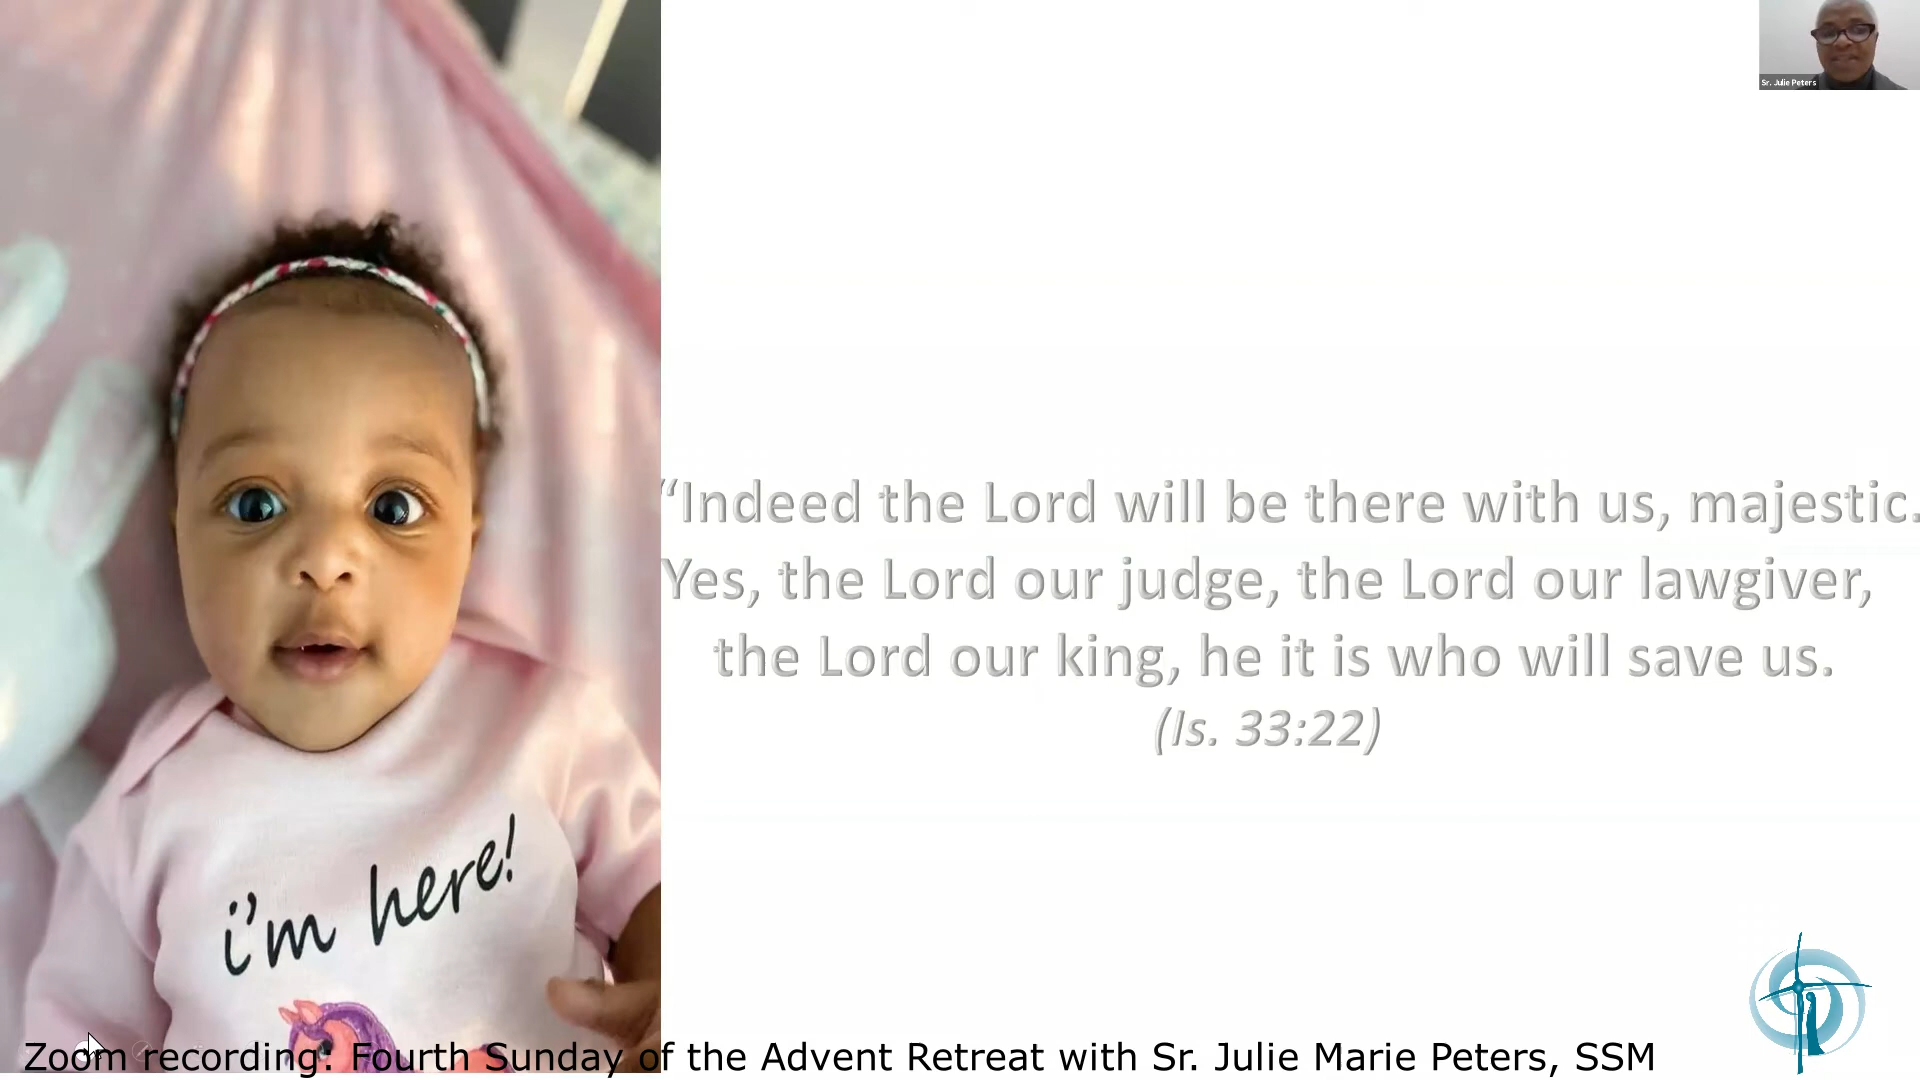 Sr. Julie Peters
“Indeed the Lord will be there with us, majestic.
Yes, the Lord our judge, the Lord our lawgiver,
the Lord our king, he it is who will save us.
(Is. 33:22)
i'm here!
Zoom recording: Fourth Sunday of the Advent Retreat with Sr. Julie Marie Peters, SSM